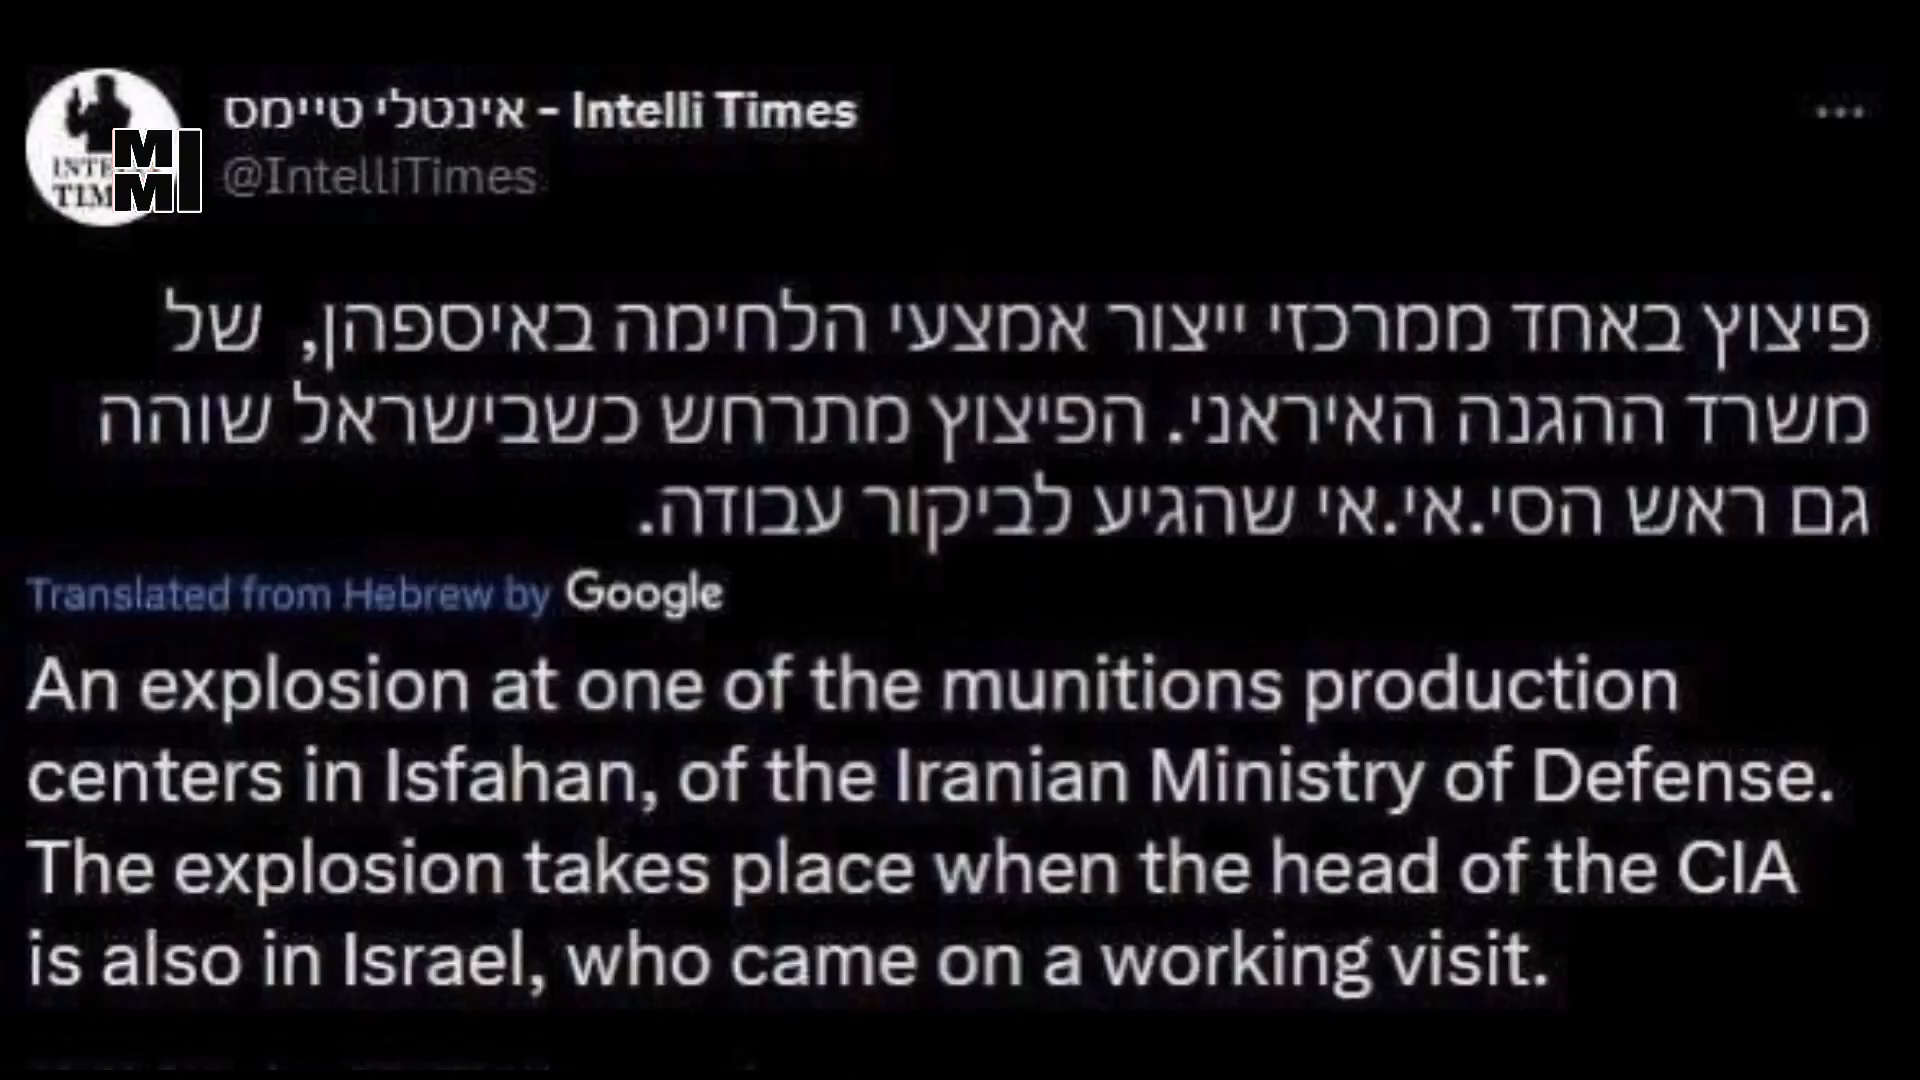 אינטלי טיימס - Intelli Times
@IntelliTimes
INTE
TIM
M
M
פיצוץ באחד ממרכזי ייצור אמצעי הלחימה באיספהן, של
משרד ההגנה האיראני. הפיצוץ מתרחש כשבישראל שוהה
גם ראש הסי.אי.אי שהגיע לביקור עבודה.
Translated from Hebrew by Google
An explosion at one of the munitions production
centers in Isfahan, of the Iranian Ministry of Defense.
The explosion takes place when the head of the CIA
is also in Israel, who came on a working visit.